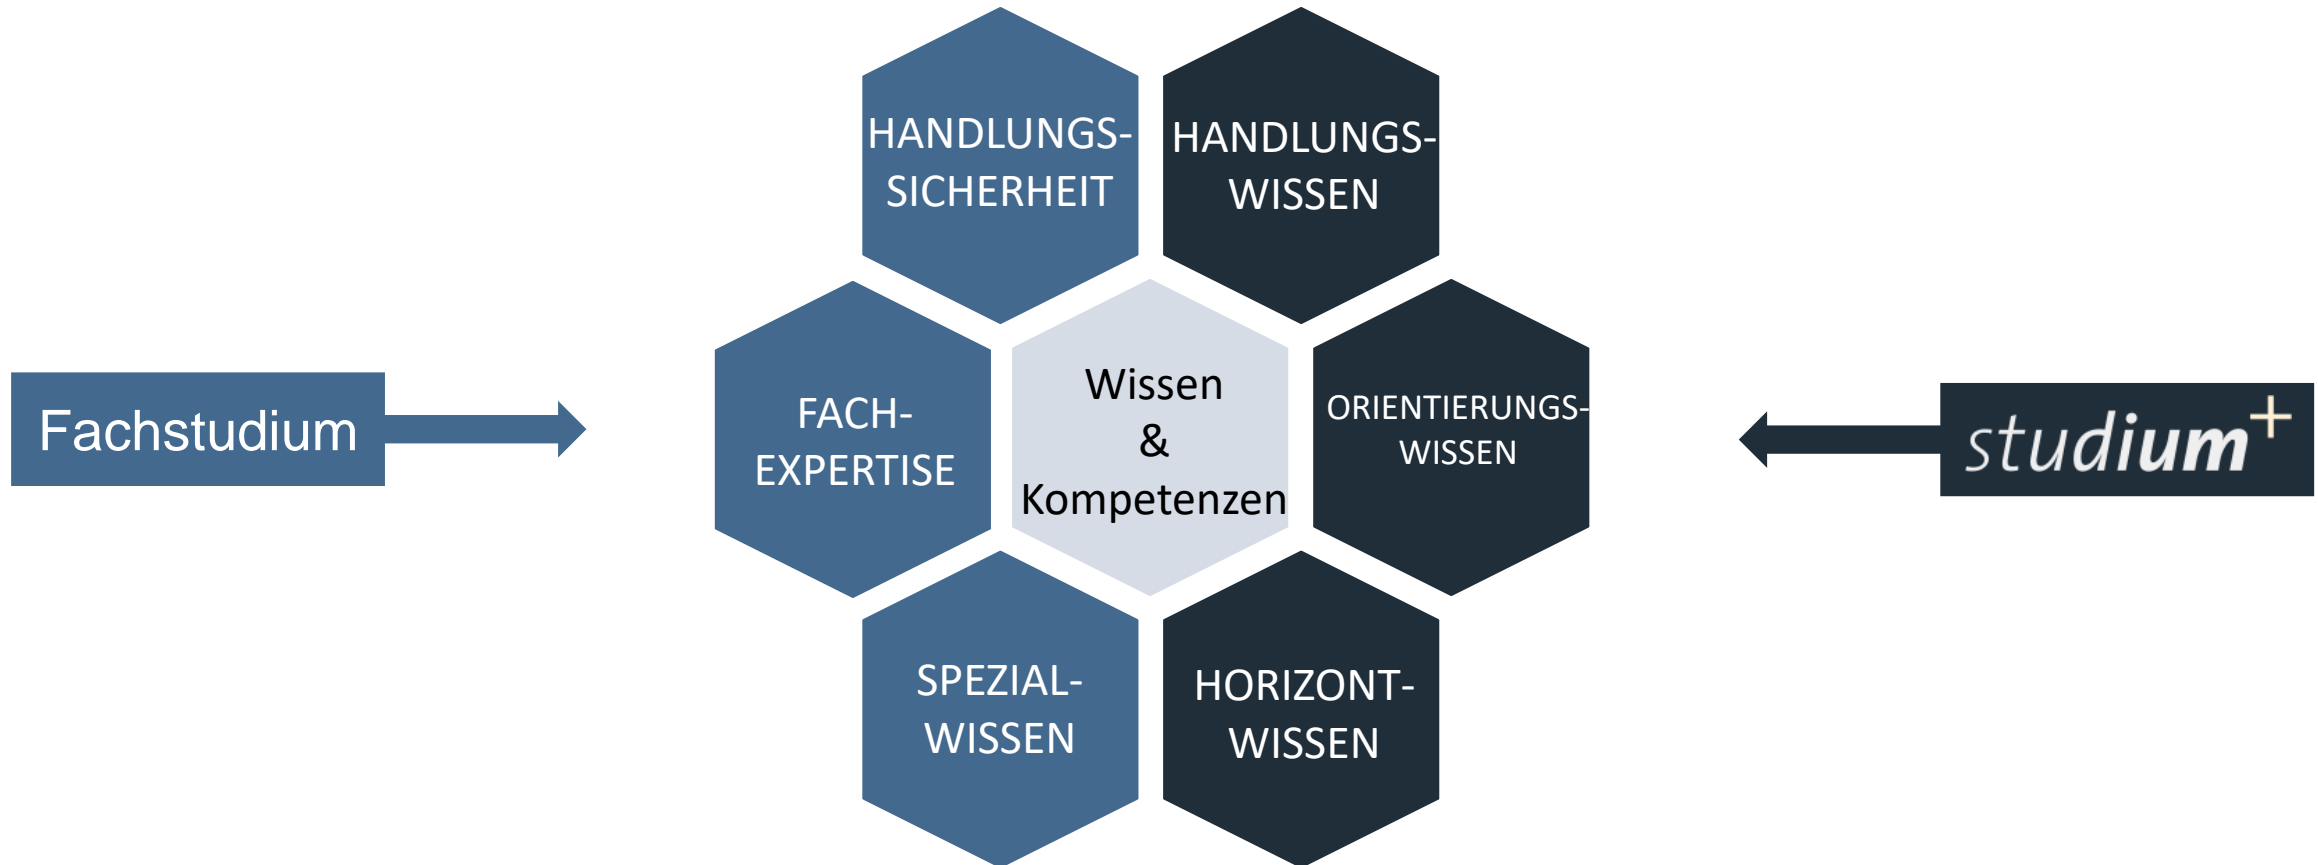 HANDLUNGS-
SICHERHEIT
HANDLUNGS-
WISSEN
Fachstudium
FACH-
EXPERTISE
Wissen
&
Kompetenzen
ORIENTIERUNGS-
WISSEN
studium+
SPEZIAL-
WISSEN
HORIZONT-
WISSEN